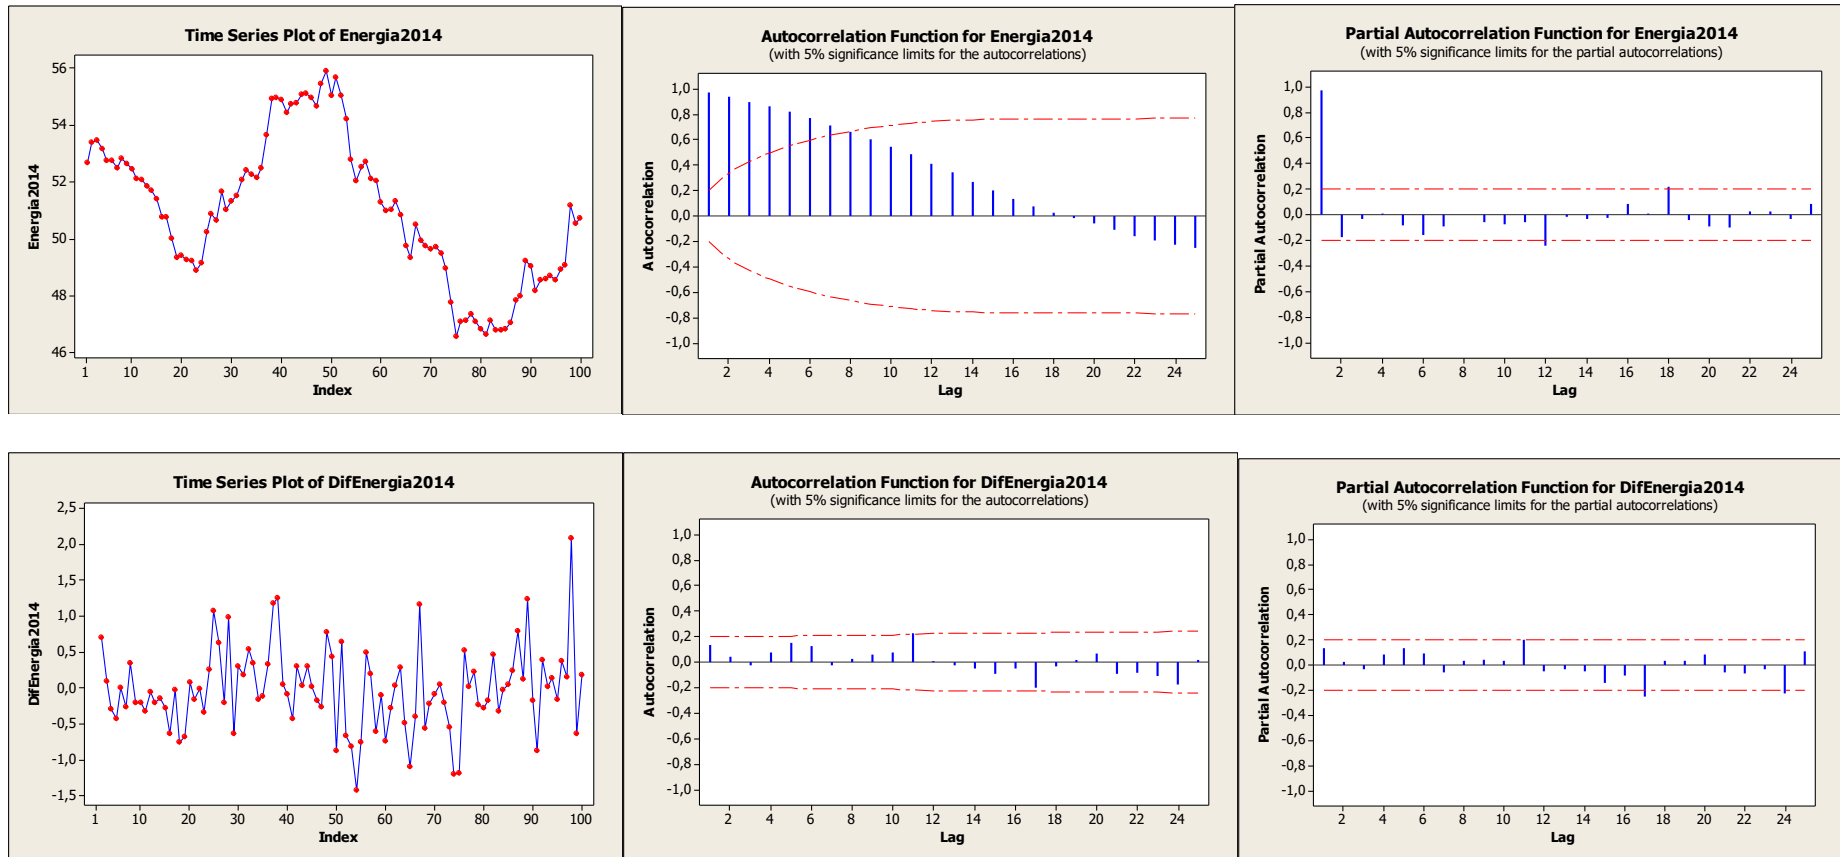 Time Series Plot of Energia2014
56
54
52
50
48
46
Energia2014
1 10 20 30 40 50 60 70 80 90 100
Index
Autocorrelation Function for Energia2014
(with 5% significance limits for the autocorrelations)
1,0
0,8
0,6
0,4
0,2
0,0
-0,2
-0,4
-0,6
-0,8
-1,0
Autocorrelation
2 4 6 8 10 12 14 16 18 20 22 24
Lag
Partial Autocorrelation Function for Energia2014
(with 5% significance limits for the partial autocorrelations)
1,0
0,8
0,6
0,4
0,2
0,0
-0,2
-0,4
-0,6
-0,8
-1,0
Partial Autocorrelation
2 4 6 8 10 12 14 16 18 20 22 24
Lag
Time Series Plot of DifEnergia2014
2,5
2,0
1,5
1,0
0,5
0,0
-0,5
-1,0
-1,5
DifEnergia2014
1 10 20 30 40 50 60 70 80 90 100
Index
Autocorrelation Function for DifEnergia2014
(with 5% significance limits for the autocorrelations)
1,0
0,8
0,6
0,4
0,2
0,0
-0,2
-0,4
-0,6
-0,8
-1,0
Autocorrelation
2 4 6 8 10 12 14 16 18 20 22 24
Lag
Partial Autocorrelation Function for DifEnergia2014
(with 5% significance limits for the partial autocorrelations)
1,0
0,8
0,6
0,4
0,2
0,0
-0,2
-0,4
-0,6
-0,8
-1,0
Partial Autocorrelation
2 4 6 8 10 12 14 16 18 20 22 24
Lag